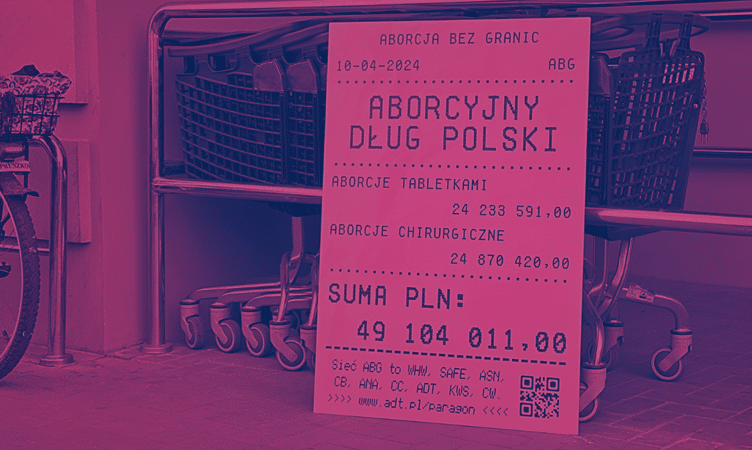 ABORCJA BEZ GRANIC
10-04-2024 ABG
ABORCYJNY
DŁUG POLSKI
ABORCJE TABLETKAMI
24 233 591,00
ABORCJE CHIRURGICZNE
24 870 420,00
SUMA PLN:
49 104 011,00
Sieć ABG to WHW, SAFE, ASN,
CB, ANA, CC, ADT, KWS, CW.
>>>> www.adt.pl/paragon <<<<